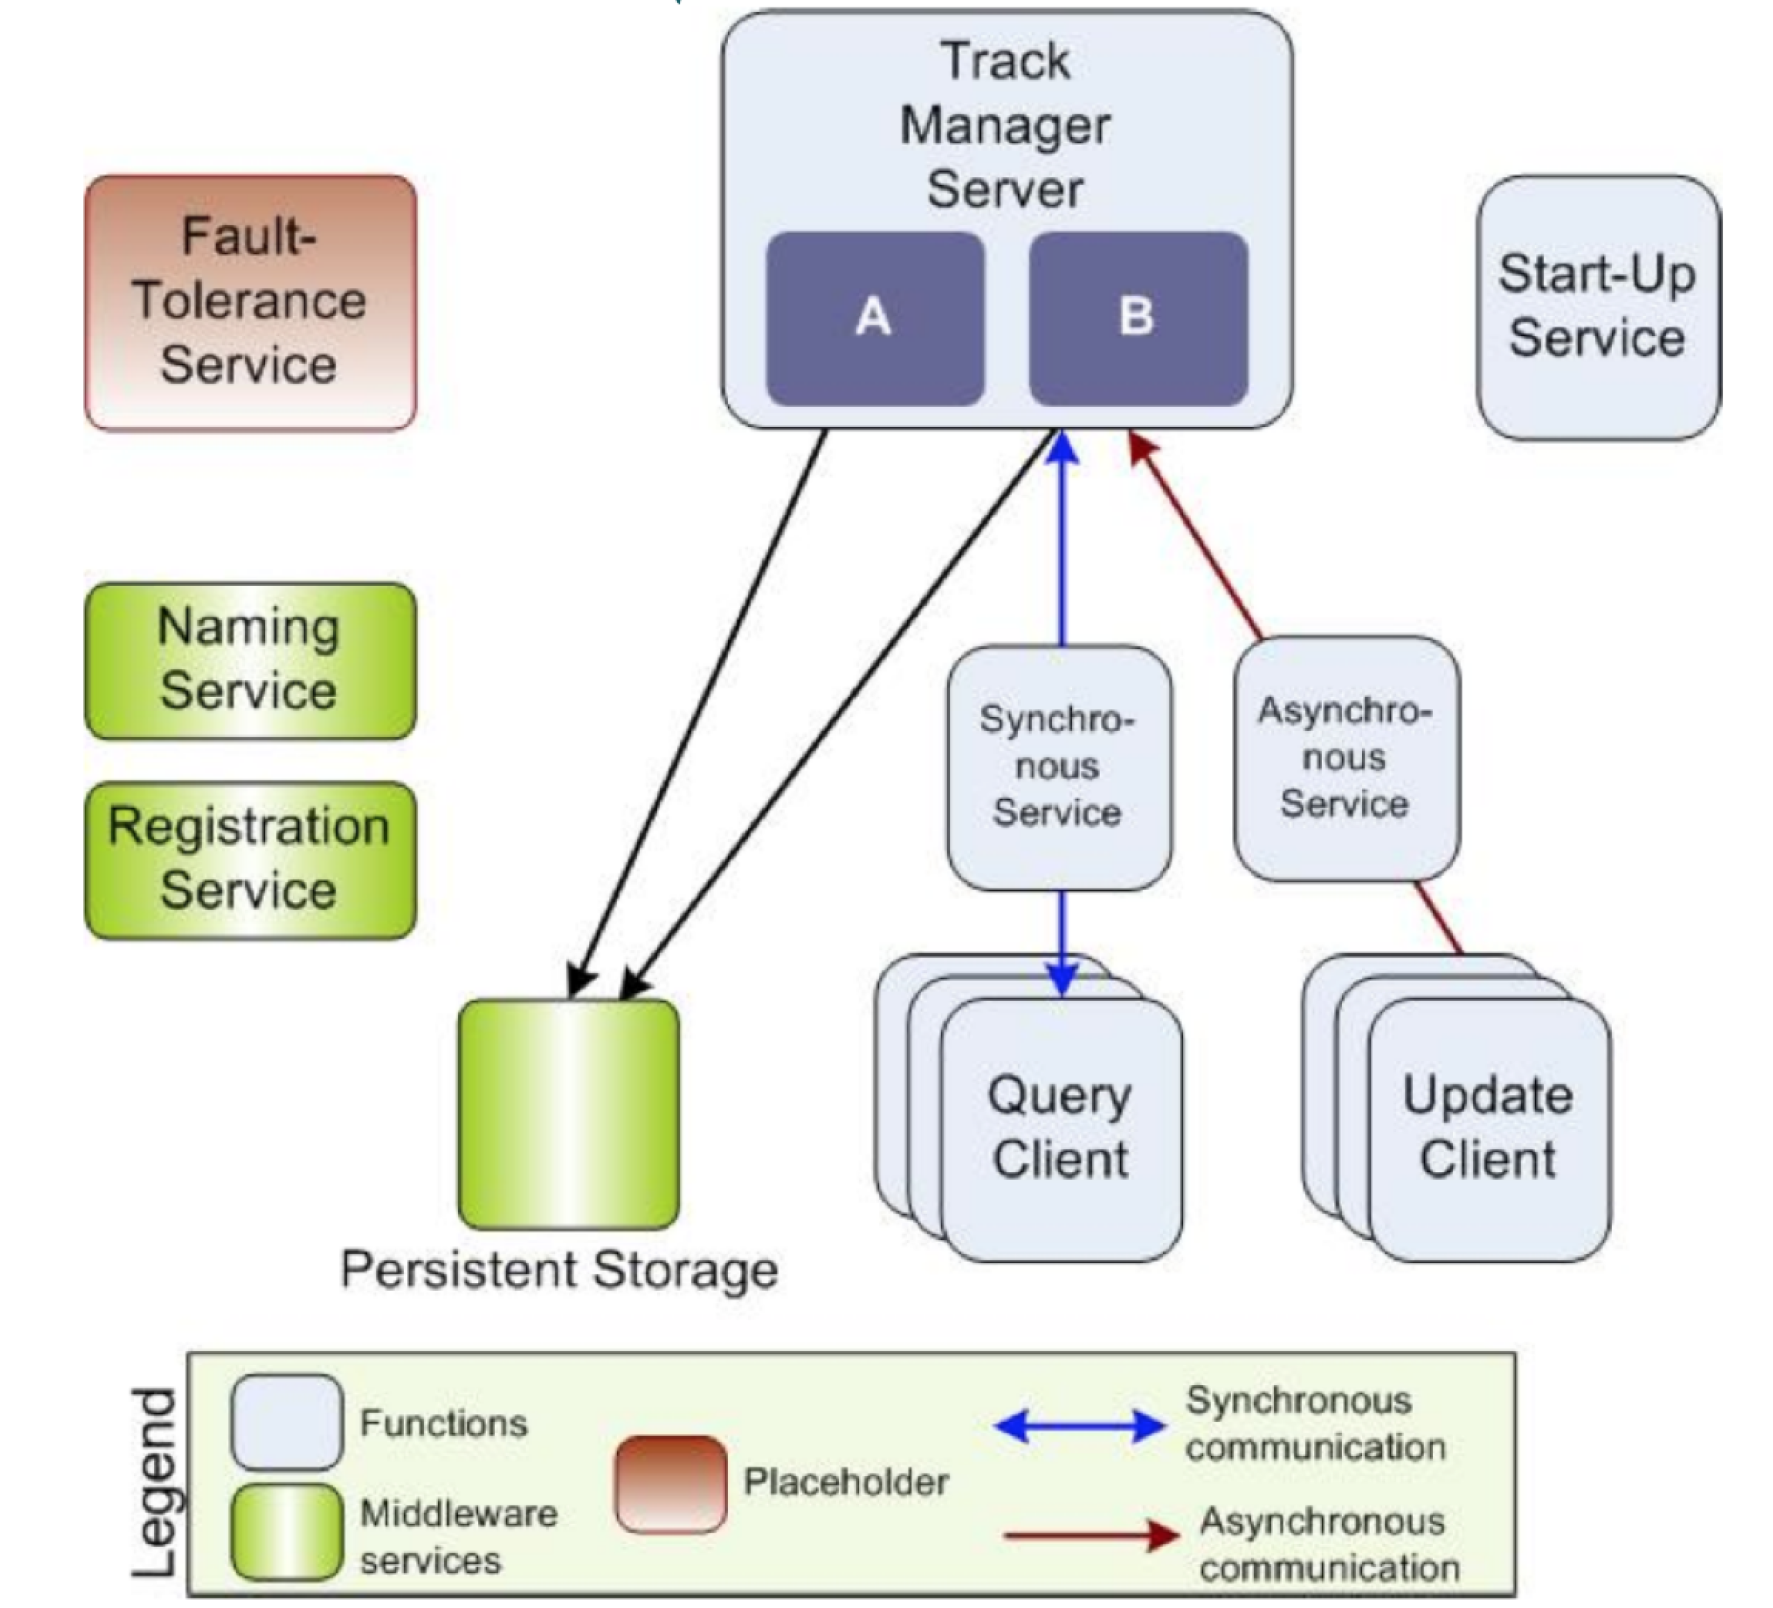 Track
Manager
Server
A
B
Fault-
Tolerance
Service
Start-Up
Service
Naming
Service
Registration
Service
Synchro-
nous
Service
Asynchro-
nous
Service
Query
Client
Update
Client
Persistent Storage
Legend
Functions
Middleware
services
Placeholder
Synchronous
communication
Asynchronous
communication